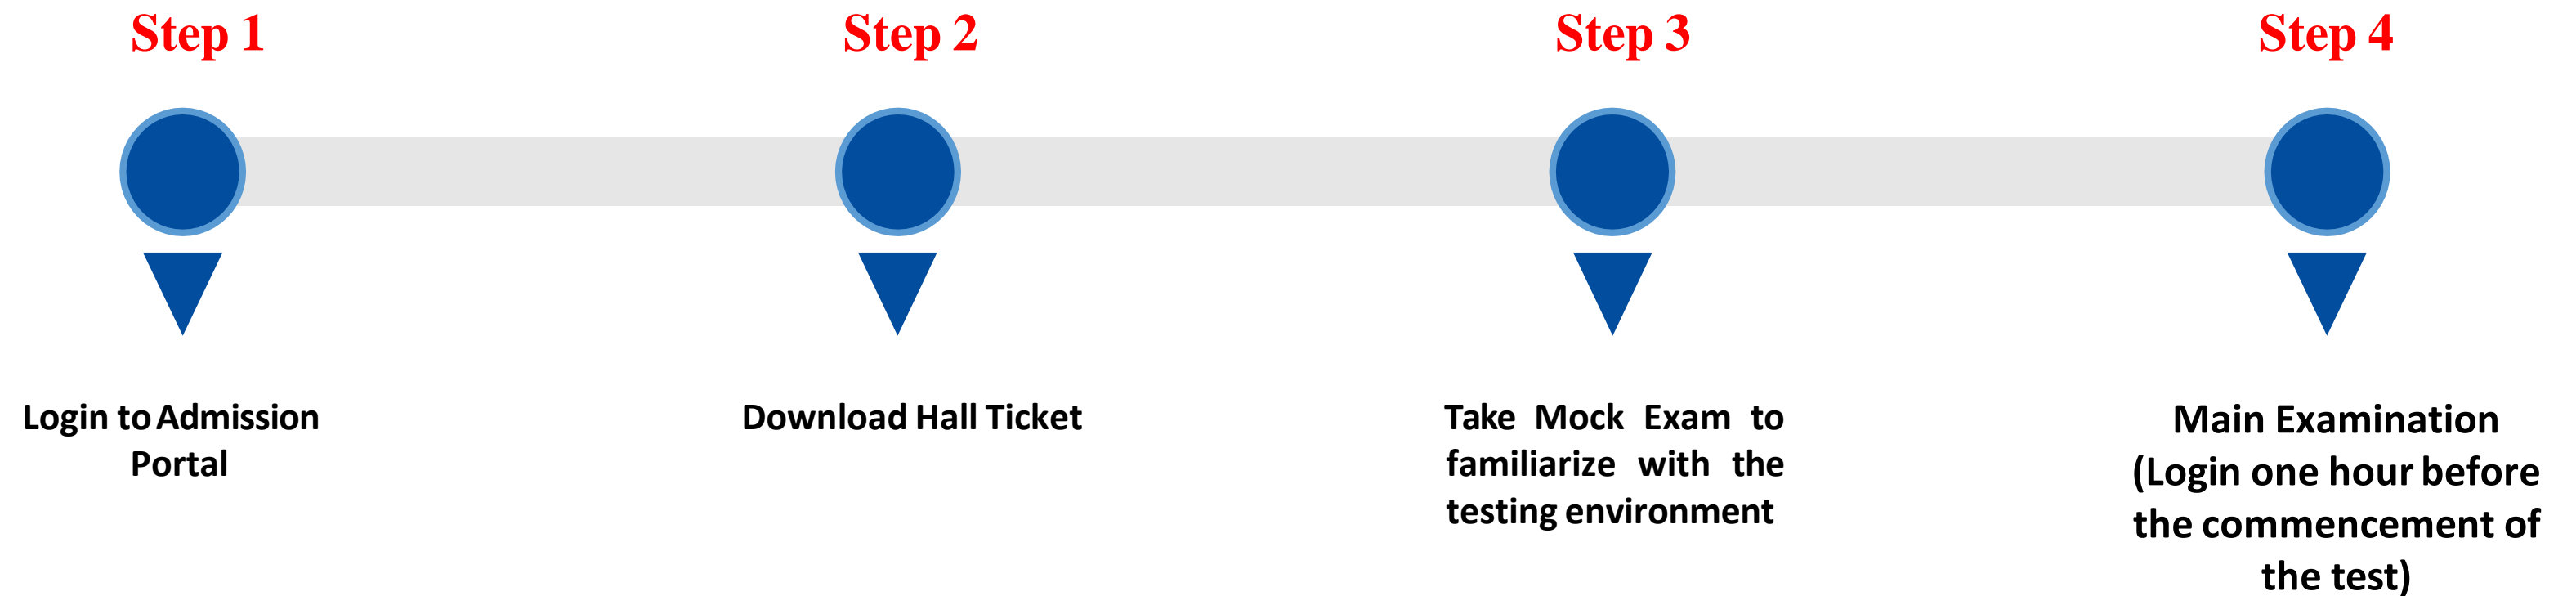 Step 1
Step 2
Step 3
Step 4
Login to Admission
Portal
Download Hall Ticket
Take Mock Exam to
familiarize with the
testing environment
Main Examination
(Login one hour before
the commencement of
the test)